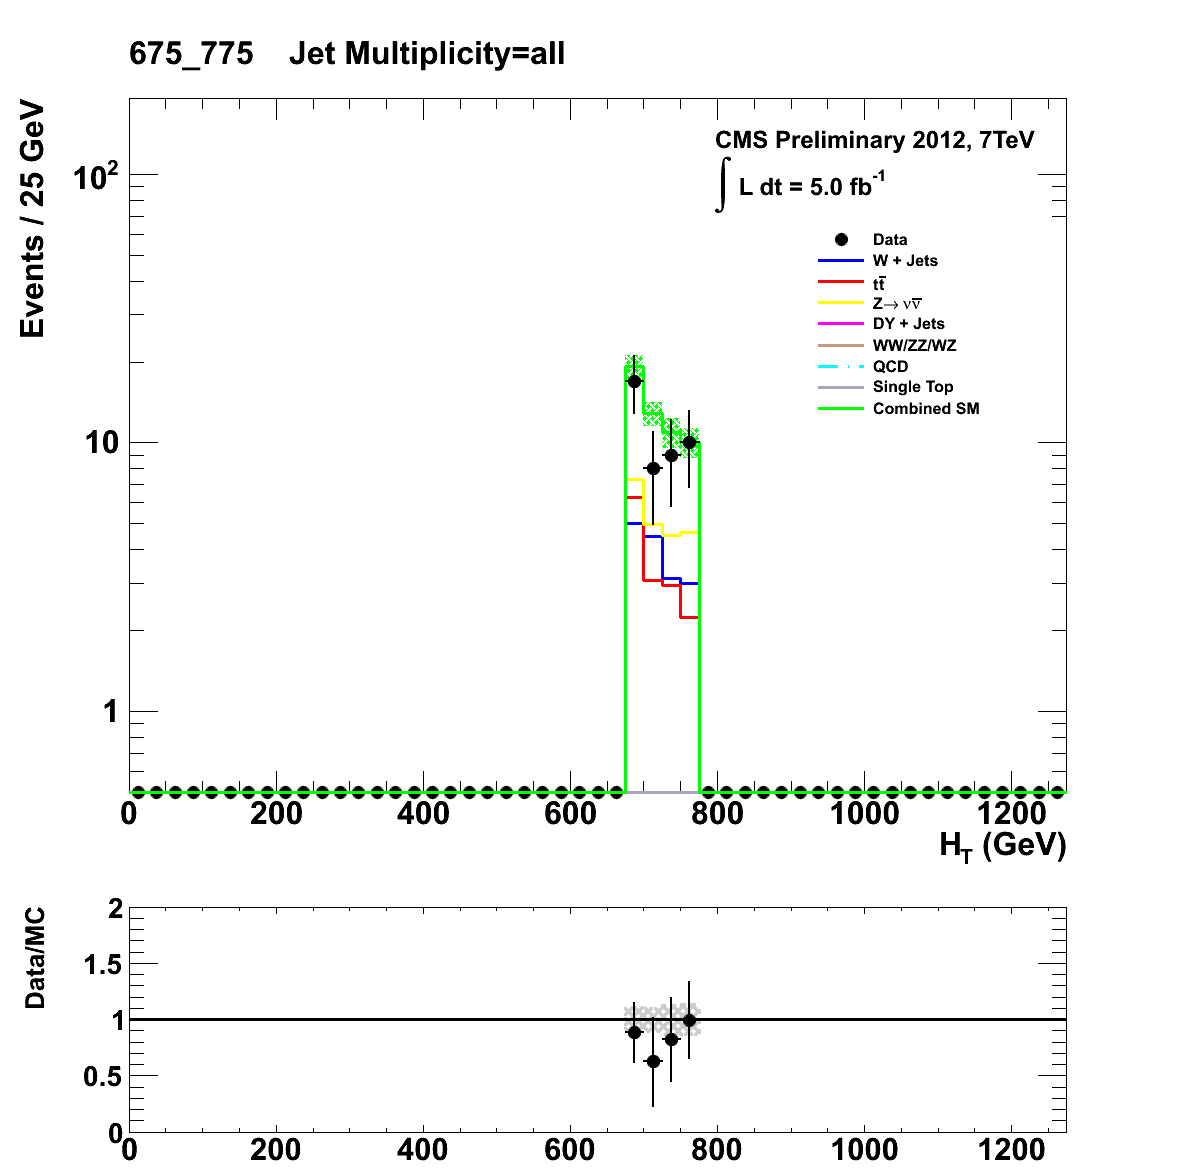 675_775 Jet Multiplicity=all
Events / 25 GeV
10²
10
1
CMS Preliminary 2012, 7TeV
∫ L dt = 5.0 fb⁻¹
Data
W + Jets
tt̅
Z→ νν̅
DY + Jets
WW/ZZ/WZ
QCD
Single Top
Combined SM
0 200 400 600 800 1000 1200
H_T (GeV)
Data/MC
2
1.5
1
0.5
0
0 200 400 600 800 1000 1200